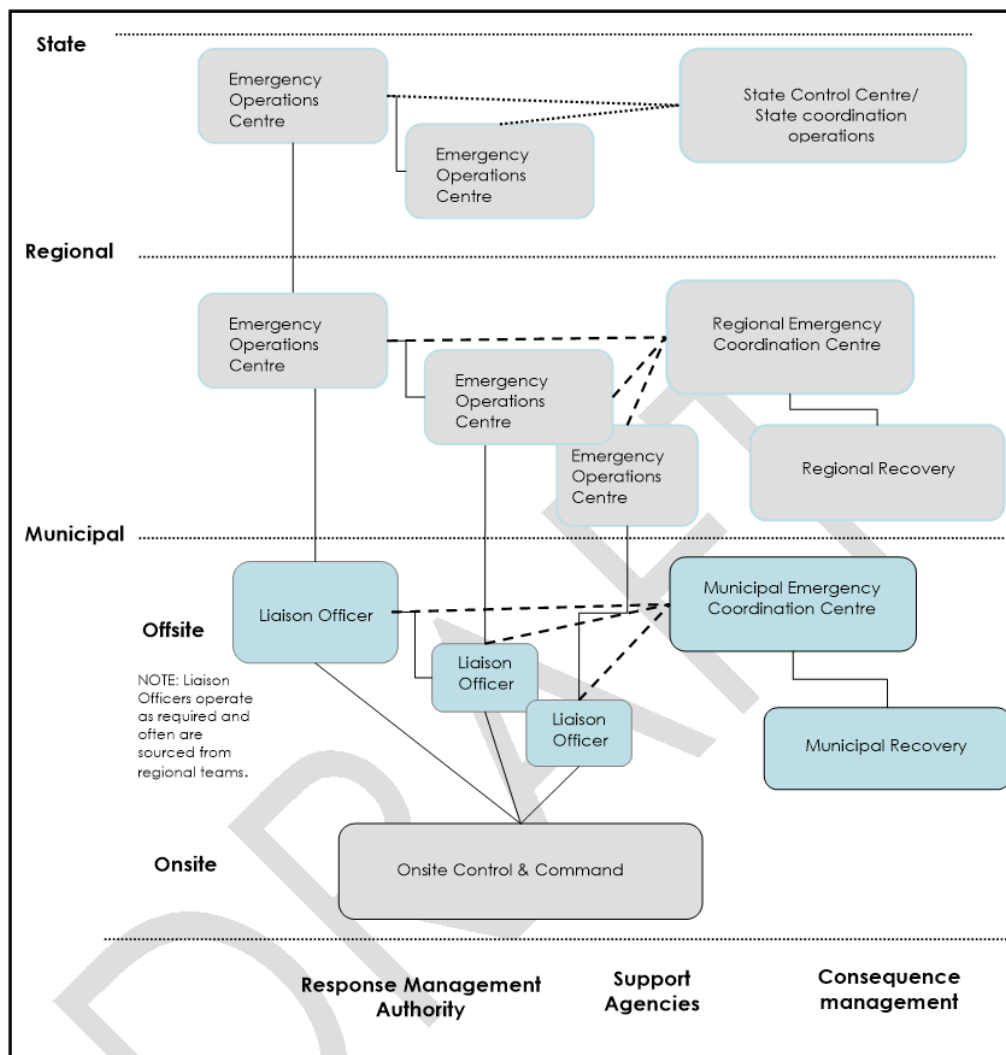 State
Emergency
Operations
Centre
State Control Centre/
State coordination
operations
Emergency
Operations
Centre
Regional
Emergency
Operations
Centre
Regional Emergency
Coordination Centre
Emergency
Operations
Centre
Emergency
Operations
Centre
Regional Recovery
Municipal
Liaison Officer
Municipal Emergency
Coordination Centre
Offsite
NOTE: Liaison
Officers operate
as required and
often are
sourced from
regional teams.
Liaison
Officer
Liaison
Officer
Municipal Recovery
Onsite
Onsite Control & Command
Response Management
Authority
Support
Agencies
Consequence
management
DRAFT